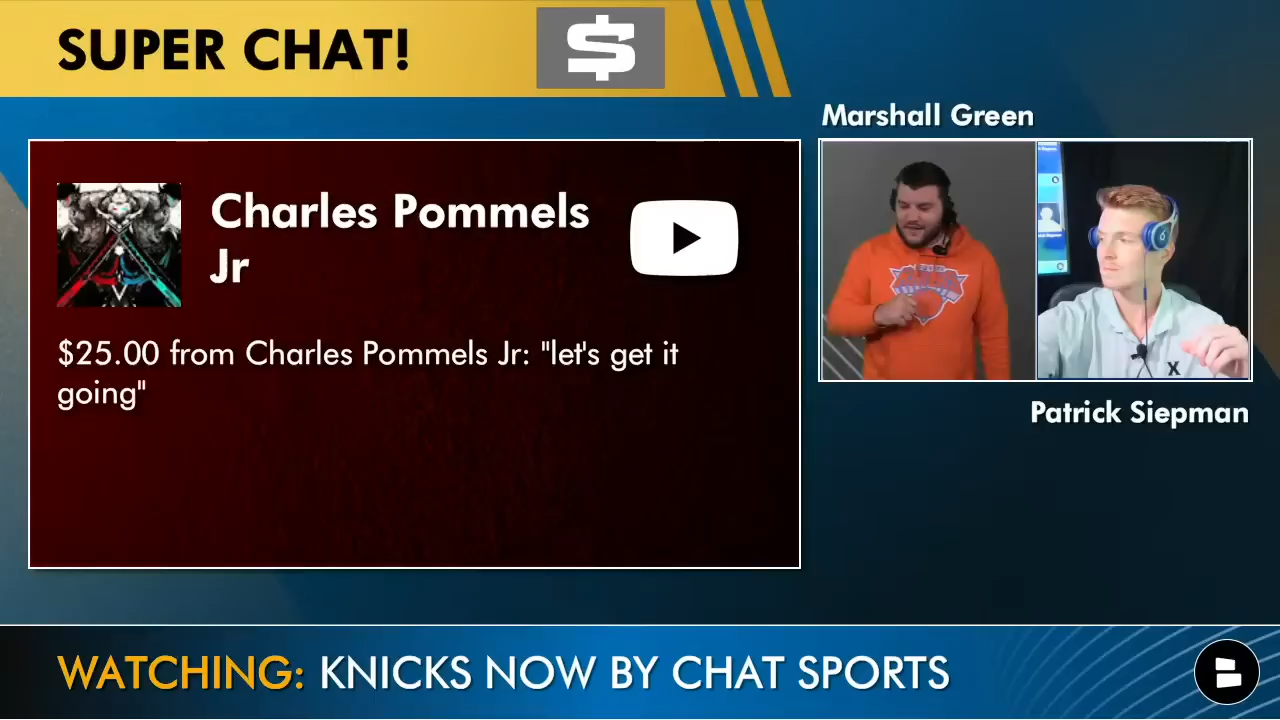 SUPER CHAT!
$
Marshall Green
Charles Pommels
Jr
$25.00 from Charles Pommels Jr: "let's get it
going"
X
Patrick Siepman
WATCHING: KNICKS NOW BY CHAT SPORTS